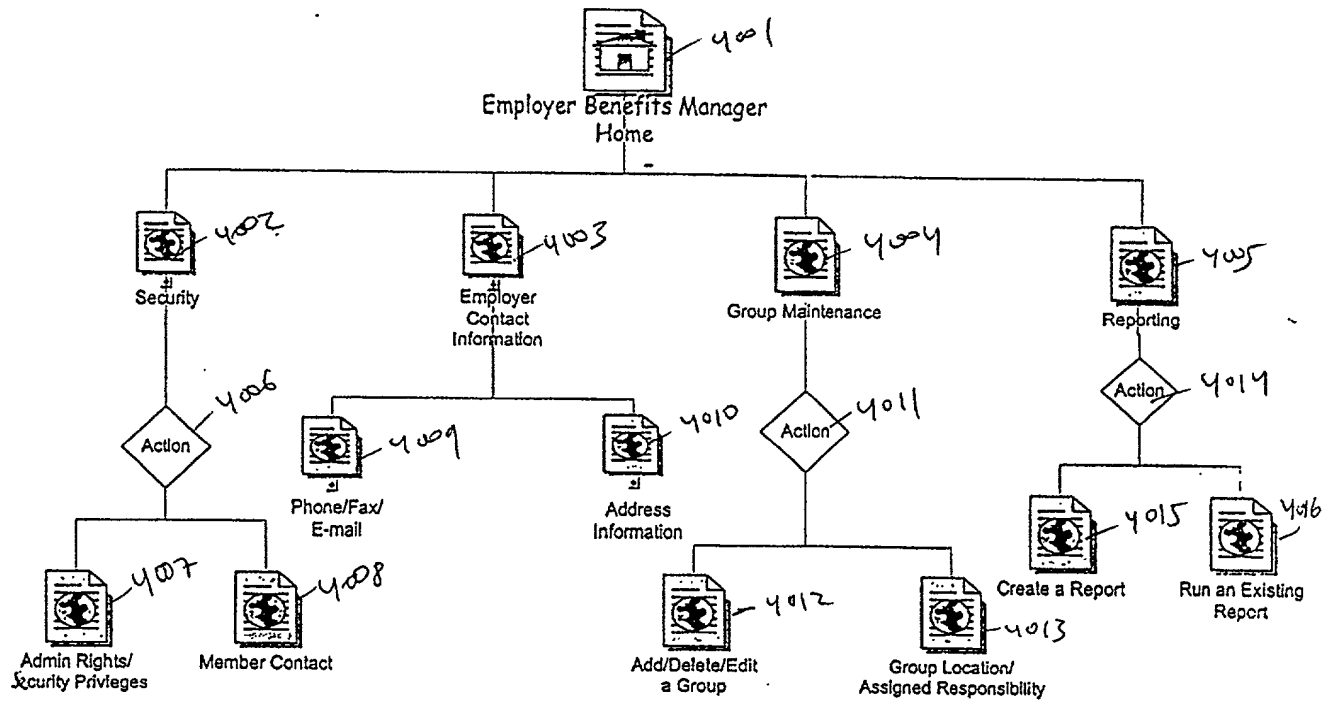 4001
Employer Benefits Manager
Home
4002
4003
4004
4005
Security
Employer
Contact
Information
Group Maintenance
Reporting
4006
Action
4009
4010
Action
4011
Action
4014
Phone/Fax/
E-mail
Address
Information
4007
4008
4012
4013
4015
4016
Create a Report
Run an Existing
Report
Admin Rights/
Security Privieges
Member Contact
Add/Delete/Edit
a Group
Group Location/
Assigned Responsibility